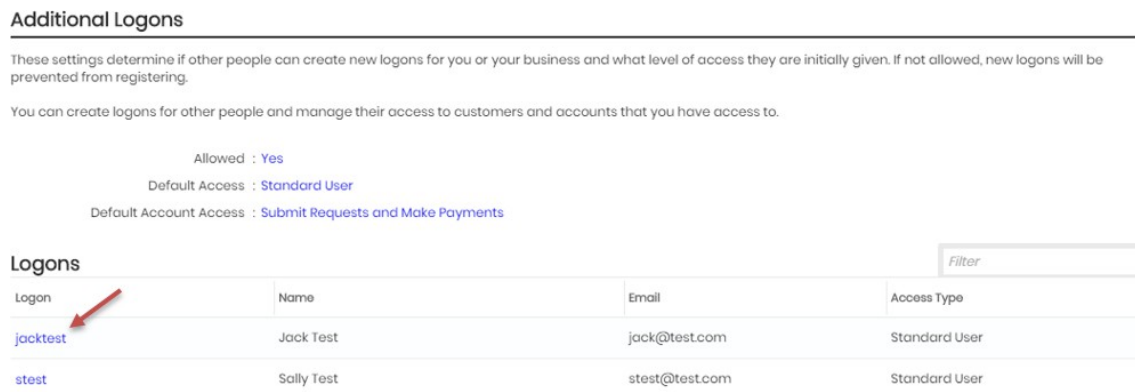 Additional Logons
These settings determine if other people can create new logons for you or your business and what level of access they are initially given. If not allowed, new logons will be
prevented from registering.
You can create logons for other people and manage their access to customers and accounts that you have access to.
Allowed : Yes
Default Access : Standard User
Default Account Access : Submit Requests and Make Payments
Logons Filter
Logon Name Email Access Type
jacktest Jack Test jack@test.com Standard User
stest Sally Test stest@test.com Standard User